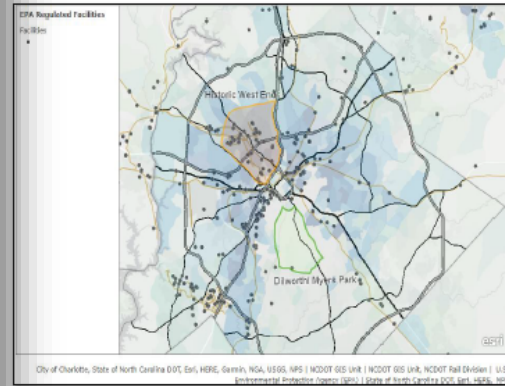 EPA Regulated Facilities
Facilities
Historic West End
Dilworth/ Myers Park
esri
City of Charlotte, State of North Carolina DOT, Esri, HERE, Garmin, NGA, USGS, NPS | NCDOT GIS Unit | NCDOT GIS Unit, NCDOT Rail Division | U.S
Environmental Protection Agency (EPA) | State of North Carolina DOT, Esri, HERE, NP